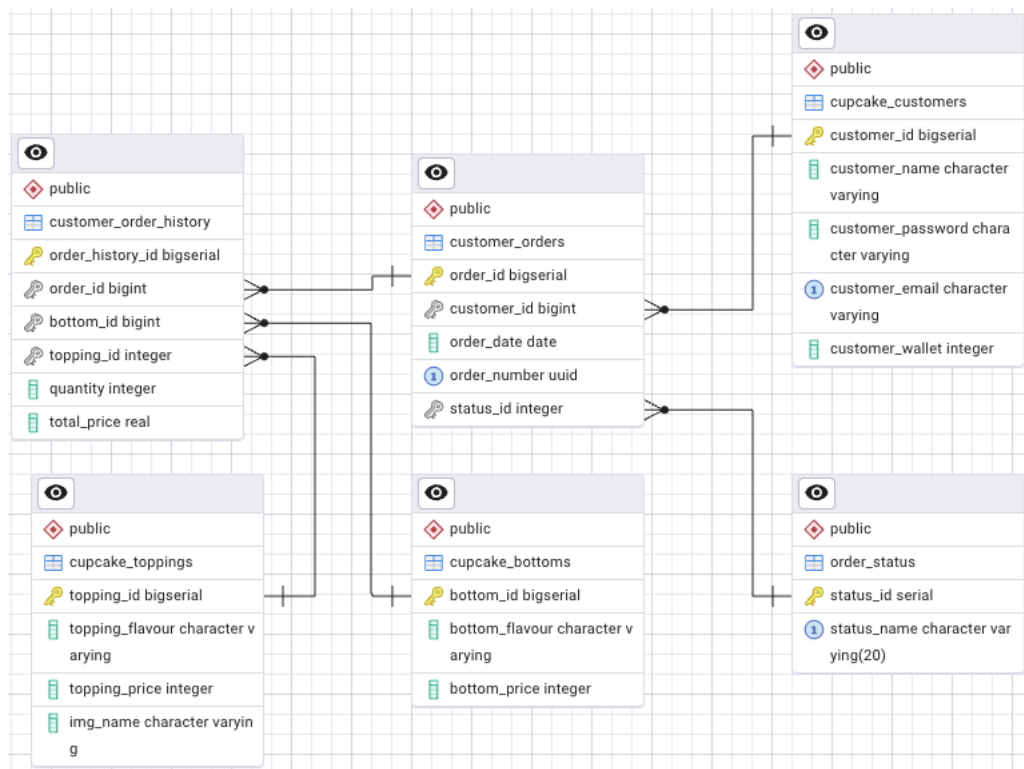 public
customer_order_history
order_history_id bigserial
order_id bigint
bottom_id bigint
topping_id integer
quantity integer
total_price real
public
customer_orders
order_id bigserial
customer_id bigint
order_date date
1 order_number uuid
status_id integer
public
cupcake_customers
customer_id bigserial
customer_name character
varying
customer_password chara
cter varying
1 customer_email character
varying
customer_wallet integer
public
cupcake_toppings
topping_id bigserial
topping_flavour character v
arying
topping_price integer
img_name character varyin
g
public
cupcake_bottoms
bottom_id bigserial
bottom_flavour character v
arying
bottom_price integer
public
order_status
status_id serial
1 status_name character var
ying(20)